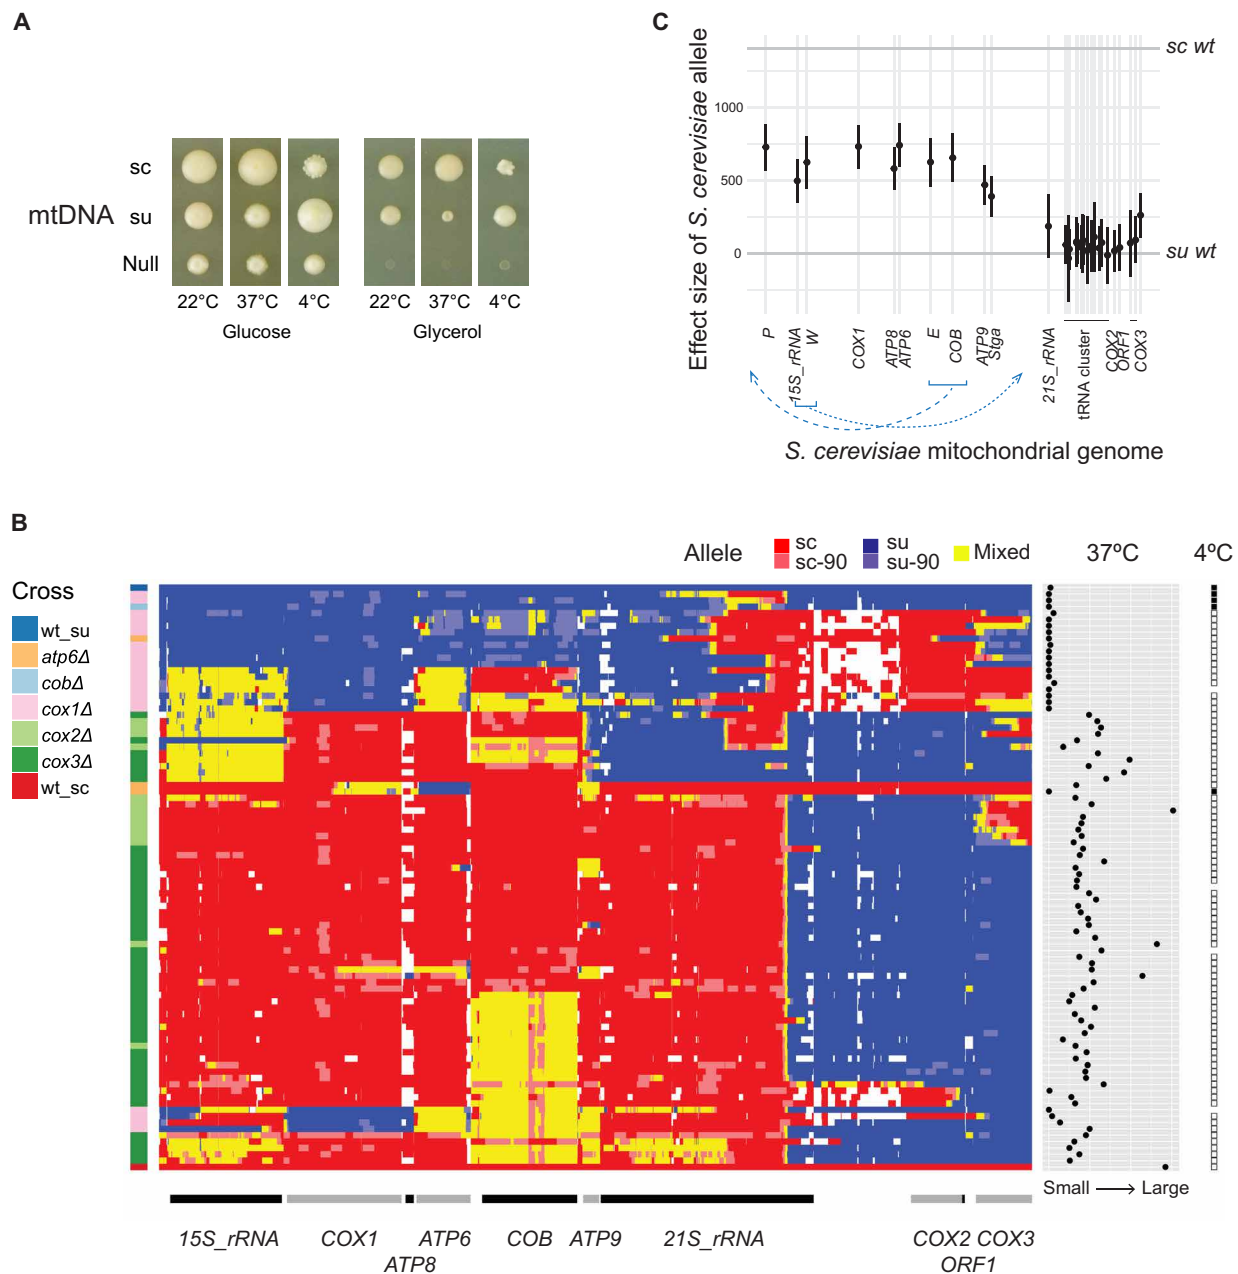 A
sc
mtDNA su
Null
22°C 37°C 4°C 22°C 37°C 4°C
Glucose Glycerol
C
Effect size of S. cerevisiae allele
1000
500
0
sc wt
su wt
P
15S_rRNA
W
COX1
ATP8
ATP6
E
COB
ATP9
Stga
21S_rRNA
tRNA cluster
COX2
ORF1
COX3
S. cerevisiae mitochondrial genome
B
Allele sc su Mixed 37ºC 4ºC
sc-90 su-90
Cross
wt_su
atp6Δ
cobΔ
cox1Δ
cox2Δ
cox3Δ
wt_sc
Small → Large
15S_rRNA COX1 ATP6 COB ATP9 21S_rRNA COX2 COX3
ATP8 ORF1